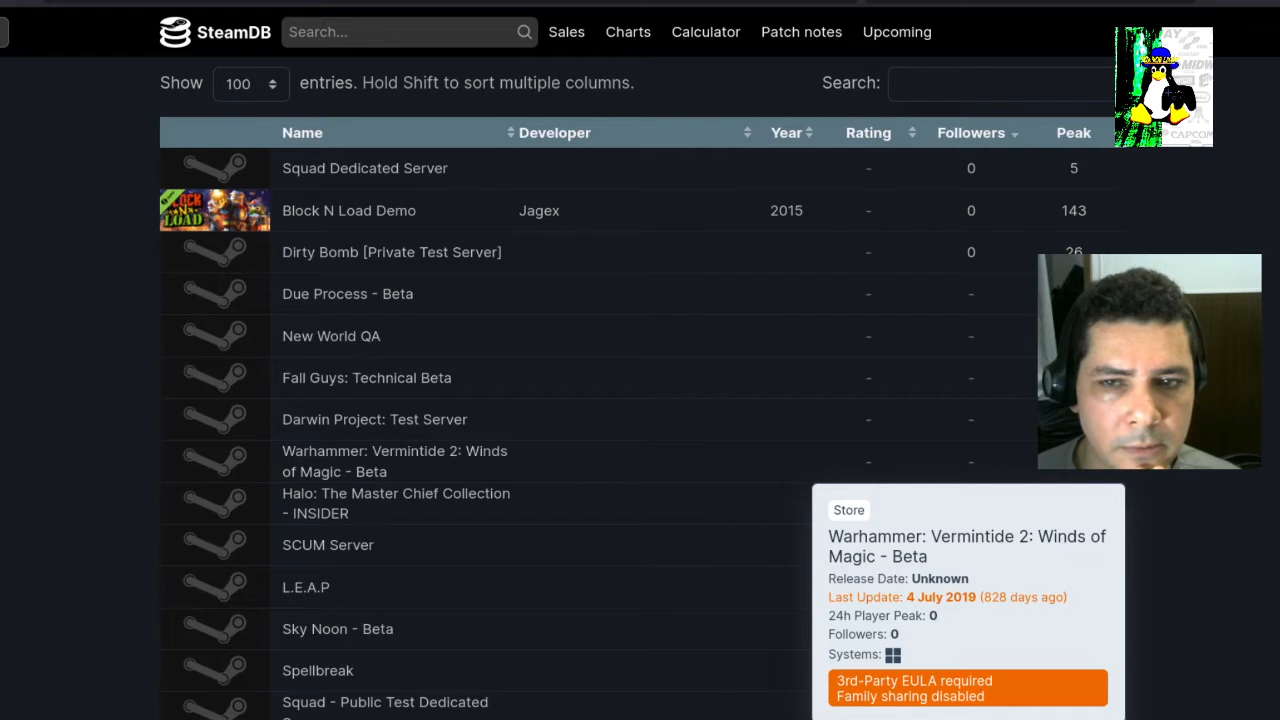 SteamDB Search... Sales Charts Calculator Patch notes Upcoming
Show 100 entries. Hold Shift to sort multiple columns. Search:
Name Developer Year Rating Followers Peak
Squad Dedicated Server - 0 5
Block N Load Demo Jagex 2015 - 0 143
Dirty Bomb [Private Test Server] - 0 26
Due Process - Beta - -
New World QA - -
Fall Guys: Technical Beta - -
Darwin Project: Test Server - -
Warhammer: Vermintide 2: Winds
of Magic - Beta - -
Halo: The Master Chief Collection
- INSIDER
SCUM Server
L.E.A.P
Sky Noon - Beta
Spellbreak
Squad - Public Test Dedicated
Store
Warhammer: Vermintide 2: Winds of
Magic - Beta
Release Date: Unknown
Last Update: 4 July 2019 (828 days ago)
24h Player Peak: 0
Followers: 0
Systems:
3rd-Party EULA required
Family sharing disabled
LOCK
N
LOAD
MIDW
CAPCOM